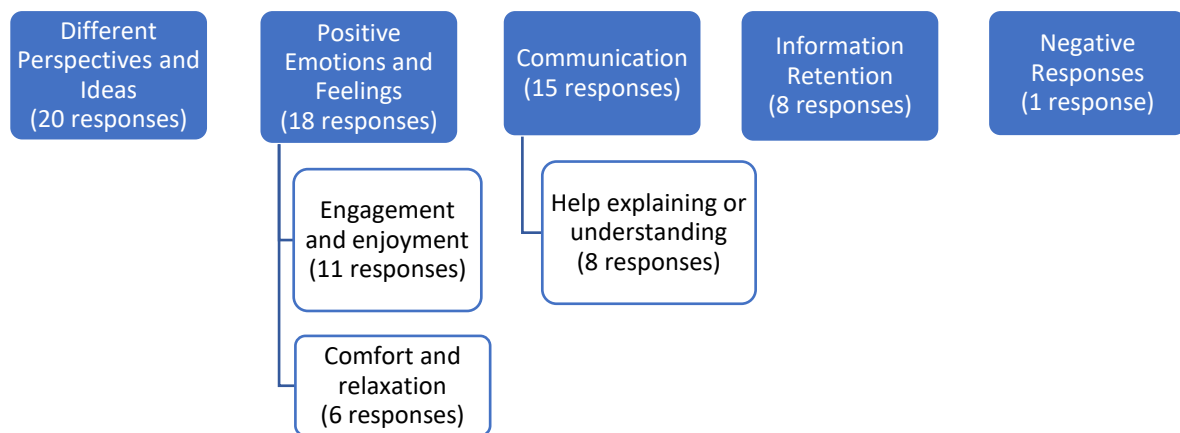 Different
Perspectives and
Ideas
(20 responses)
Positive
Emotions and
Feelings
(18 responses)
Communication
(15 responses)
Information
Retention
(8 responses)
Negative
Responses
(1 response)
Engagement
and enjoyment
(11 responses)
Comfort and
relaxation
(6 responses)
Help explaining or
understanding
(8 responses)